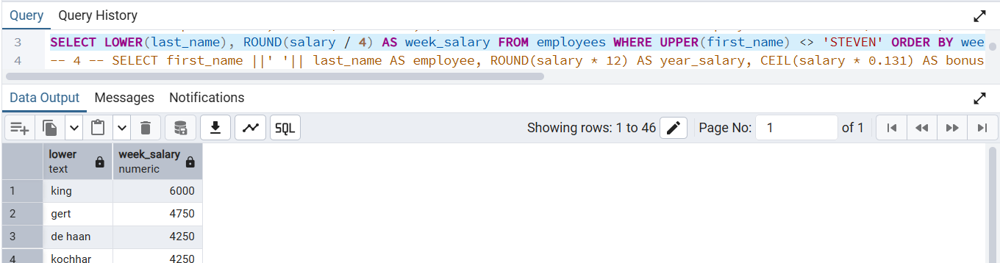 Query Query History
3 SELECT LOWER(last_name), ROUND(salary / 4) AS week_salary FROM employees WHERE UPPER(first_name) <> 'STEVEN' ORDER BY wee
4 -- 4 -- SELECT first_name ||' '|| last_name AS employee, ROUND(salary * 12) AS year_salary, CEIL(salary * 0.131) AS bonus
Data Output Messages Notifications
SQL Showing rows: 1 to 46 Page No: 1 of 1
lower week_salary
text numeric
1 king 6000
2 gert 4750
3 de haan 4250
4 kochhar 4250